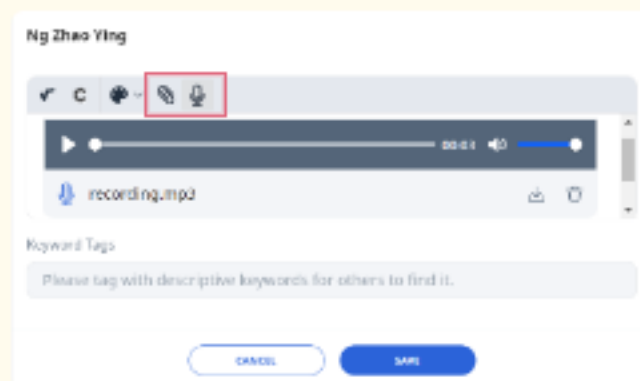 Ng Zhao Ying
C
00:03
recording.mp3
Keyword Tags
Please tag with descriptive keywords for others to find it.
CANCEL
SAVE